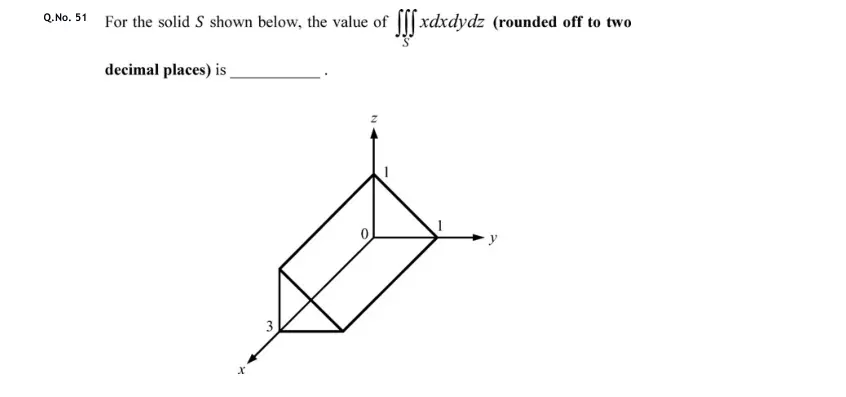 Q.No. 51 For the solid S shown below, the value of ∭_S xdxdydz (rounded off to two
decimal places) is ____________ .
z
1
0
1
y
3
x